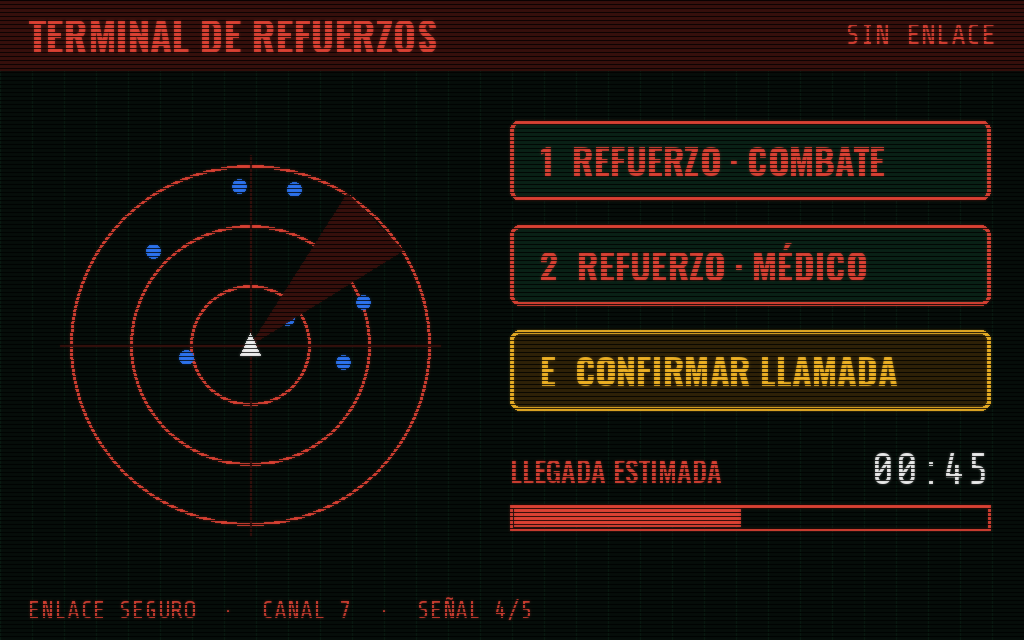 TERMINAL DE REFUERZOS
SIN ENLACE
1 REFUERZO · COMBATE
2 REFUERZO · MÉDICO
E CONFIRMAR LLAMADA
LLEGADA ESTIMADA 00:45
ENLACE SEGURO · CANAL 7 · SEÑAL 4/5